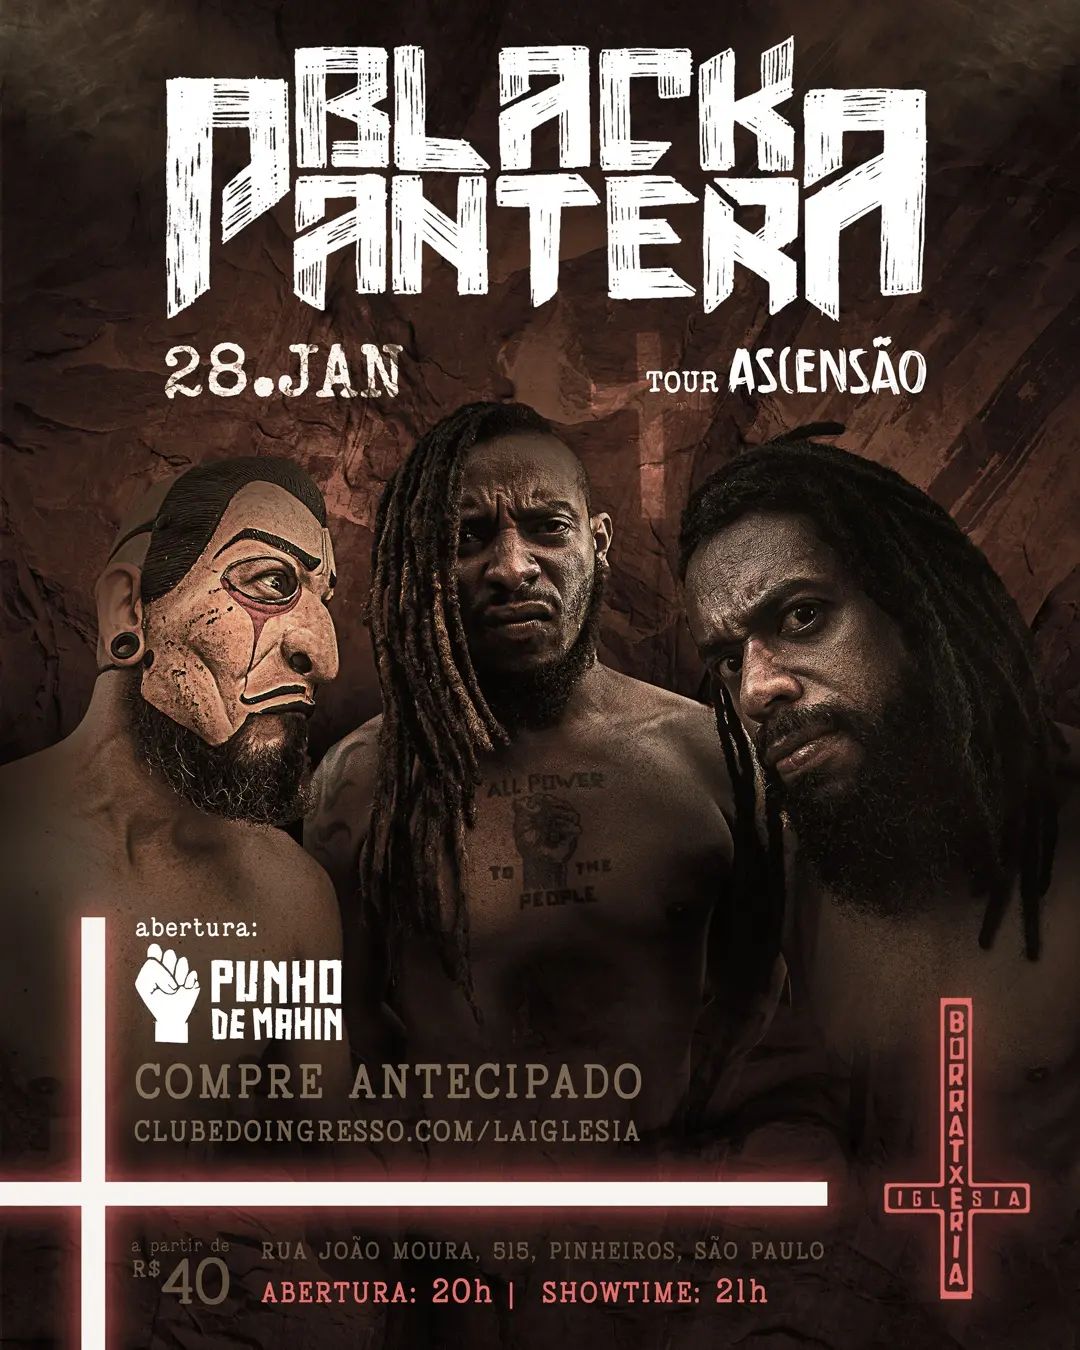 BLACK
PANTERA
28.JAN
TOUR ASCENSÃO
ALL POWER
TO THE
PEOPLE
abertura:
PUNHO
DE MAHIN
COMPRE ANTECIPADO
CLUBEDOINGRESSO.COM/LAIGLESIA
BORRATXERIA
IGLESIA
a partir de
R$40
RUA JOÃO MOURA, 515, PINHEIROS, SÃO PAULO
ABERTURA: 20h | SHOWTIME: 21h